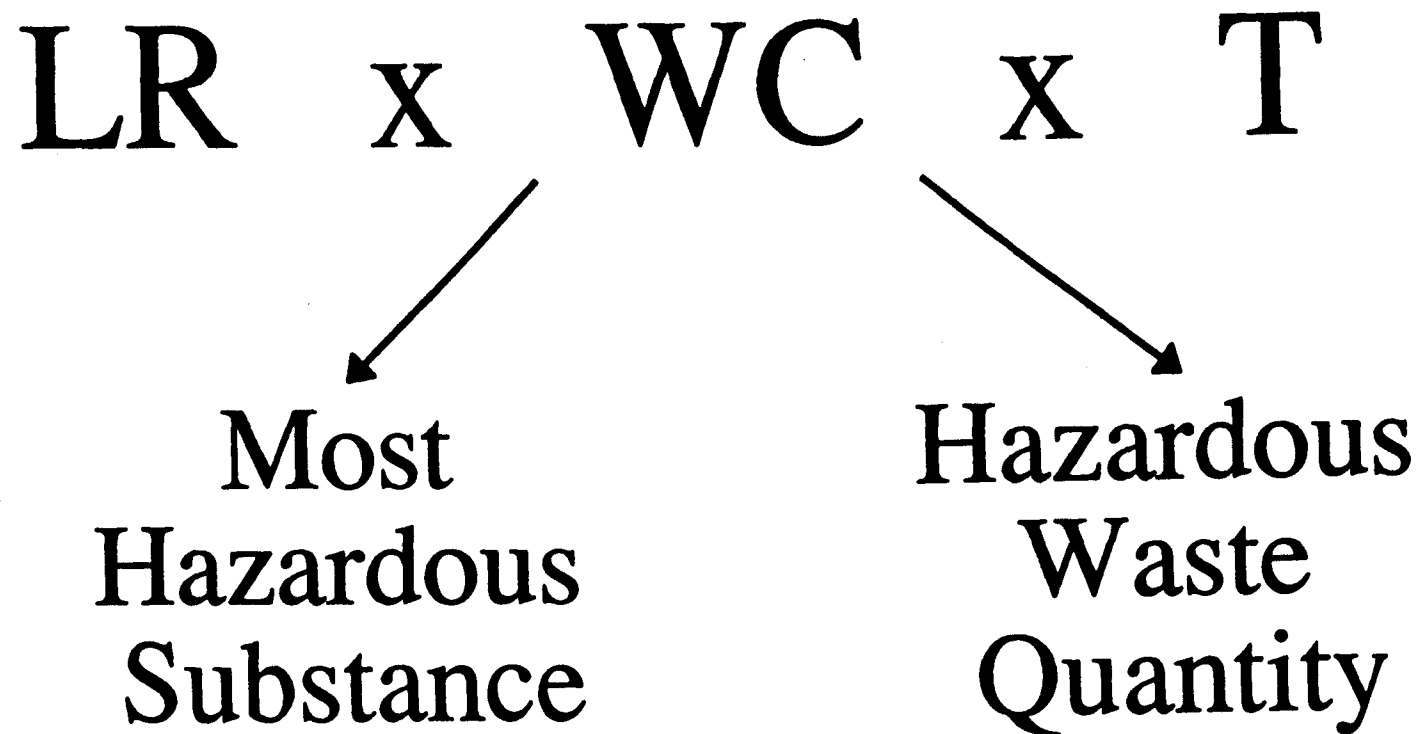 LR x WC x T
Most
Hazardous
Substance
Hazardous
Waste
Quantity